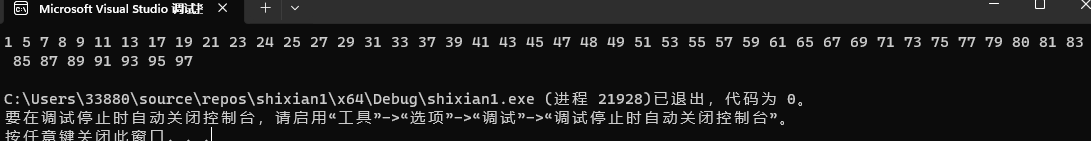 Microsoft Visual Studio 调试
1 5 7 8 9 11 13 17 19 21 23 24 25 27 29 31 33 37 39 41 43 45 47 48 49 51 53 55 57 59 61 65 67 69 71 73 75 77 79 80 81 83
85 87 89 91 93 95 97
C:\Users\33880\source\repos\shixian1\x64\Debug\shixian1.exe (进程 21928)已退出，代码为 0。
要在调试停止时自动关闭控制台，请启用“工具”->“选项”->“调试”->“调试停止时自动关闭控制台”。
按任意键关闭此窗口. . .